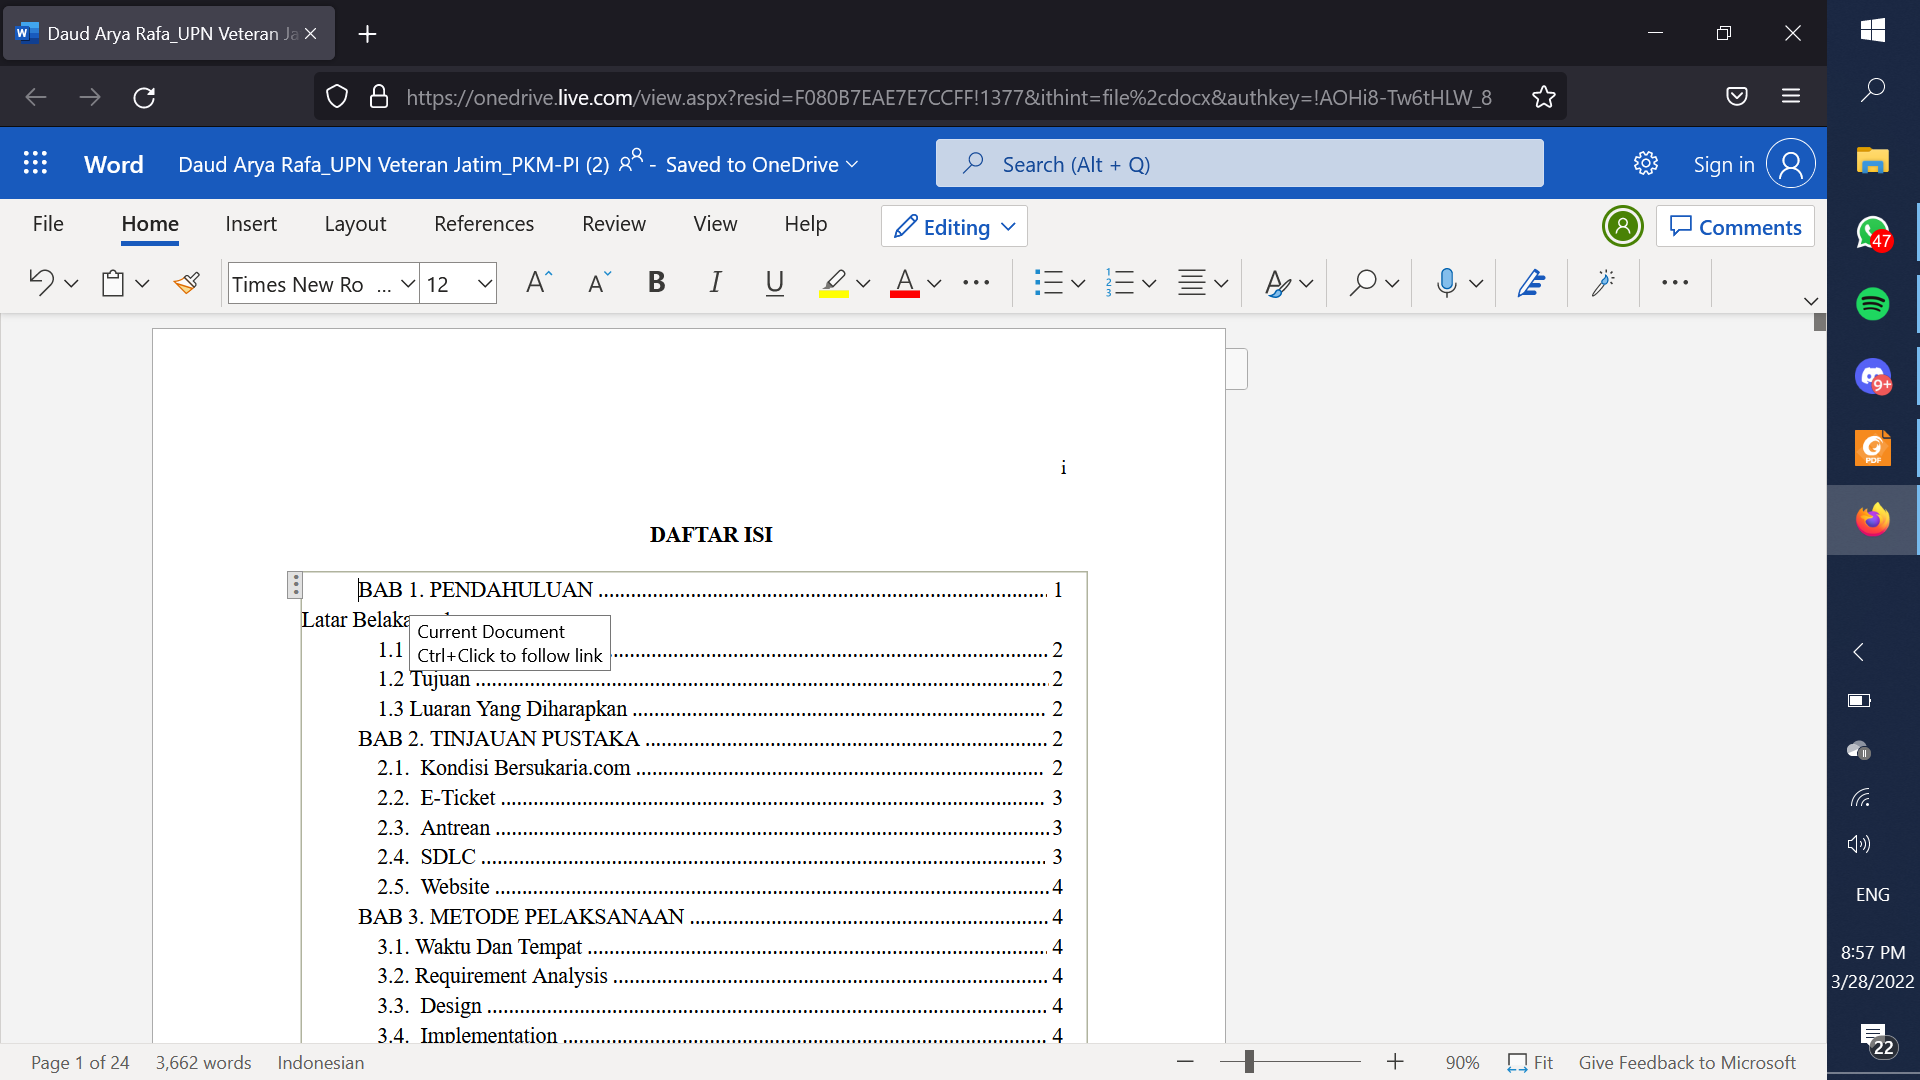 Daud Arya Rafa_UPN Veteran Ja
https://onedrive.live.com/view.aspx?resid=F080B7EAE7E7CCFF!1377&ithint=file%2cdocx&authkey=!AOHi8-Tw6tHLW_8
Word
Daud Arya Rafa_UPN Veteran Jatim_PKM-PI (2) - Saved to OneDrive
Search (Alt + Q)
Sign in
File Home Insert Layout References Review View Help
Editing
Comments
Times New Ro ... 12
i
DAFTAR ISI
BAB 1. PENDAHULUAN 1
Latar Belaka
Current Document
Ctrl+Click to follow link
1.1 2
1.2 Tujuan 2
1.3 Luaran Yang Diharapkan 2
BAB 2. TINJAUAN PUSTAKA 2
2.1. Kondisi Bersukaria.com 2
2.2. E-Ticket 3
2.3. Antrean 3
2.4. SDLC 3
2.5. Website 4
BAB 3. METODE PELAKSANAAN 4
3.1. Waktu Dan Tempat 4
3.2. Requirement Analysis 4
3.3. Design 4
3.4. Implementation 4
Page 1 of 24 3,662 words Indonesian
90% Fit Give Feedback to Microsoft
47
9+
PDF
ENG
8:57 PM
3/28/2022
22